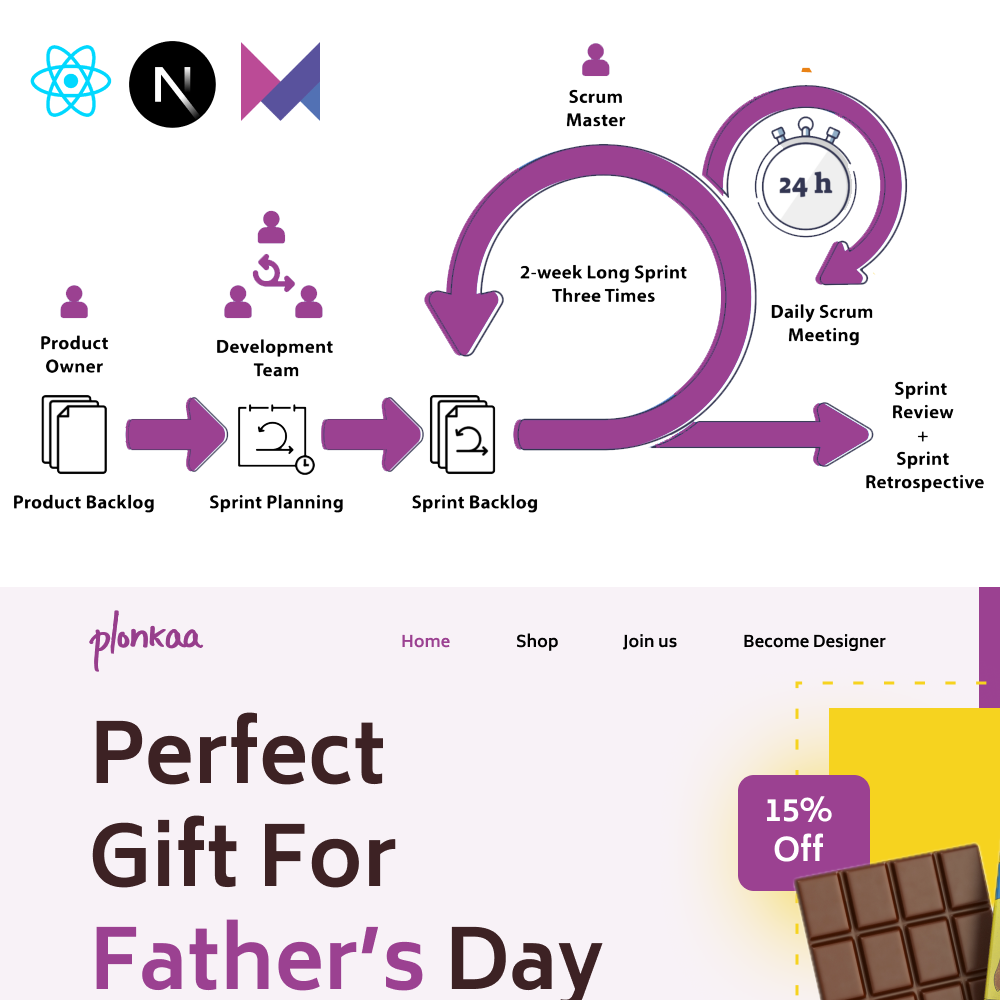 N
Scrum
Master
24 h
2-week Long Sprint
Three Times
Daily Scrum
Meeting
Product
Owner
Development
Team
Sprint
Review
+
Sprint
Retrospective
Product Backlog
Sprint Planning
Sprint Backlog
plonkaa
Home
Shop
Join us
Become Designer
Perfect
Gift For
Father’s Day
15%
Off